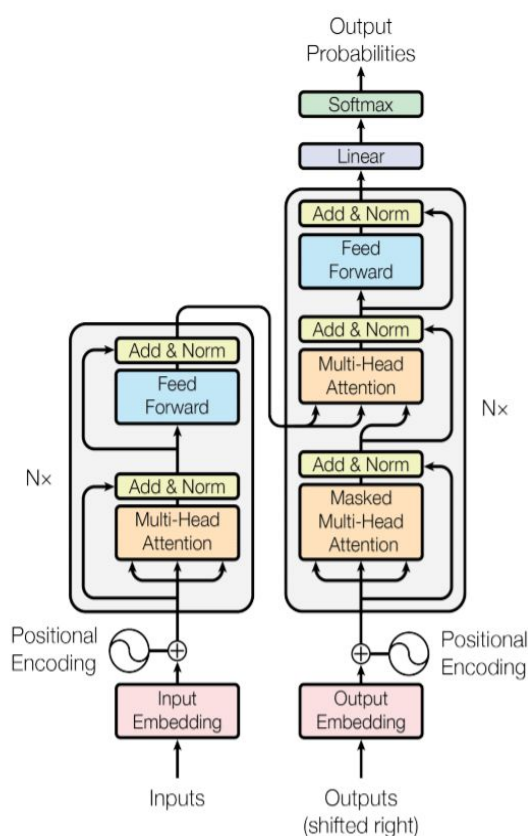 Output
Probabilities
Softmax
Linear
Add & Norm
Feed
Forward
Add & Norm
Multi-Head
Attention
Add & Norm
Masked
Multi-Head
Attention
N×
Add & Norm
Feed
Forward
Add & Norm
Multi-Head
Attention
N×
Positional
Encoding
Positional
Encoding
Input
Embedding
Output
Embedding
Inputs
Outputs
(shifted right)